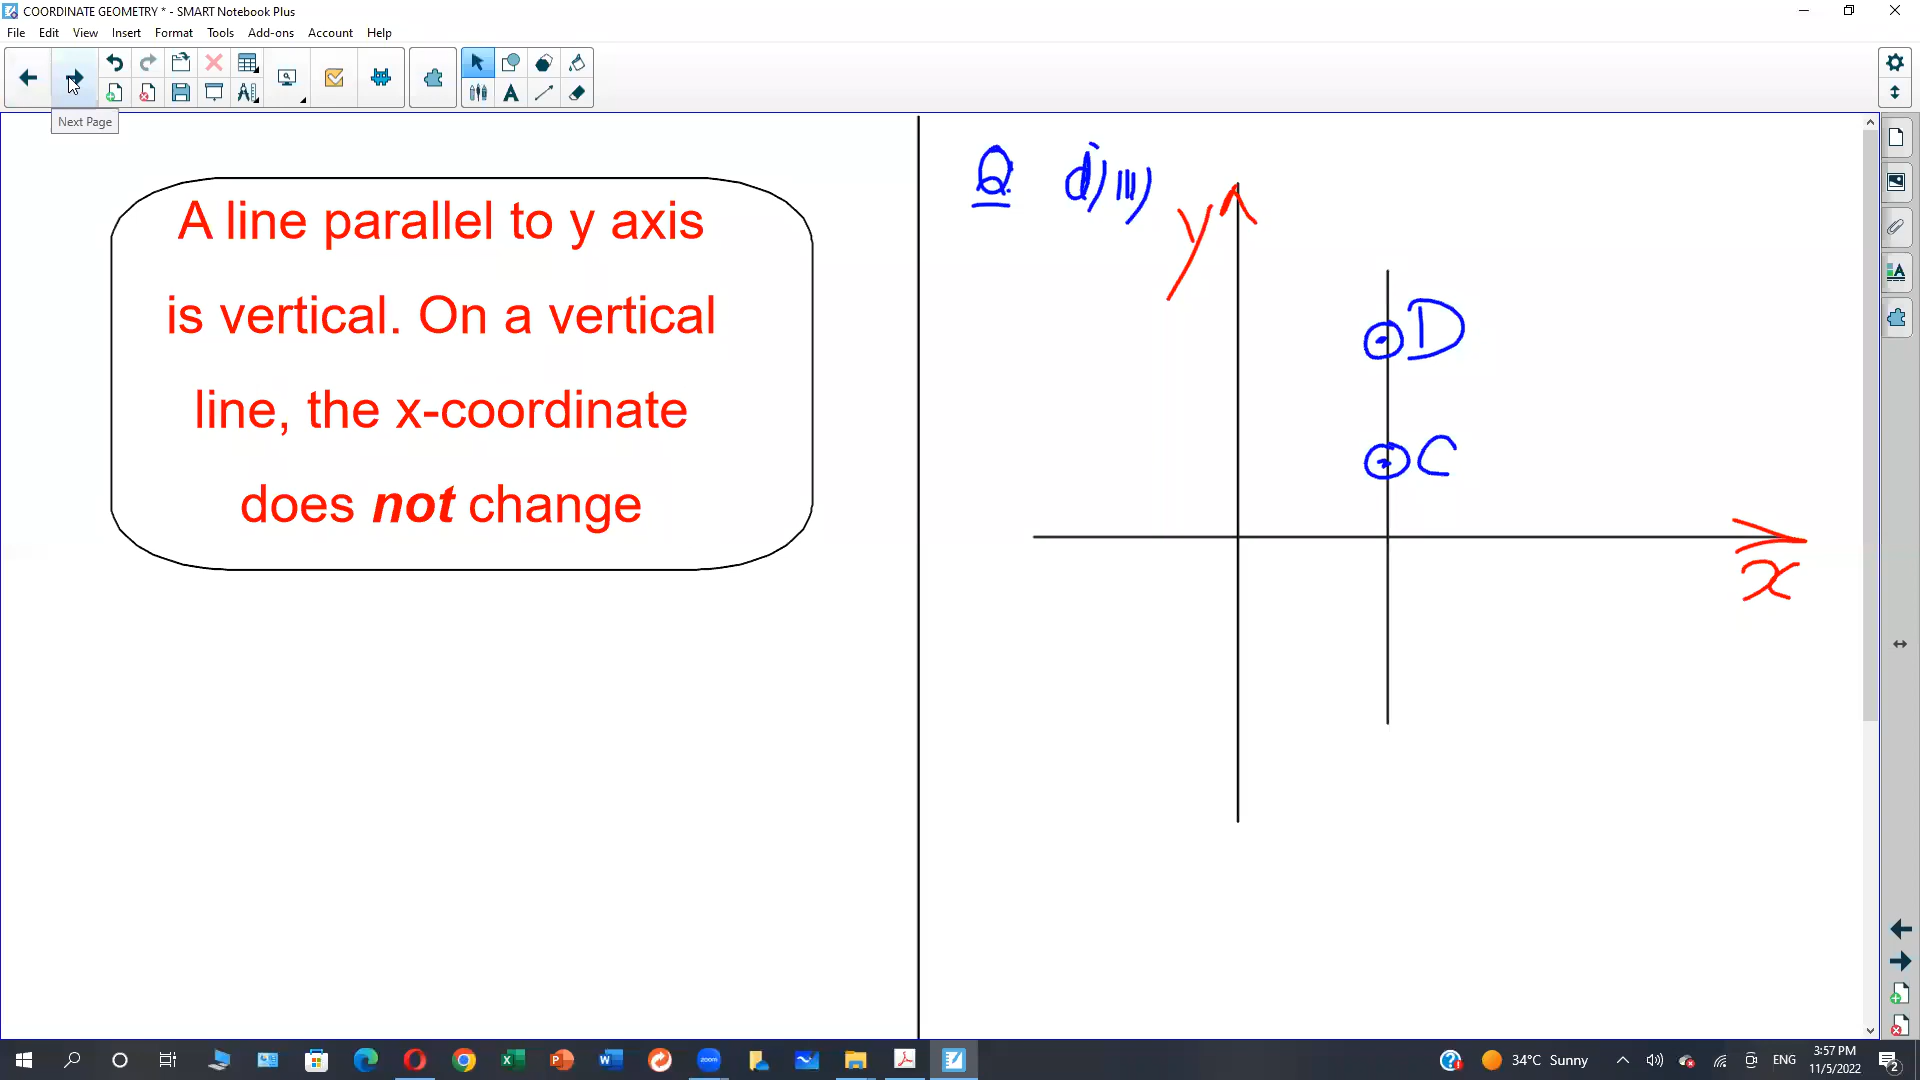 COORDINATE GEOMETRY * - SMART Notebook Plus
File Edit View Insert Format Tools Add-ons Account Help
Next Page
A line parallel to y axis
is vertical. On a vertical
line, the x-coordinate
does not change
Q d)iii)
y
D
C
x
34°C Sunny
ENG
3:57 PM
11/5/2022
2